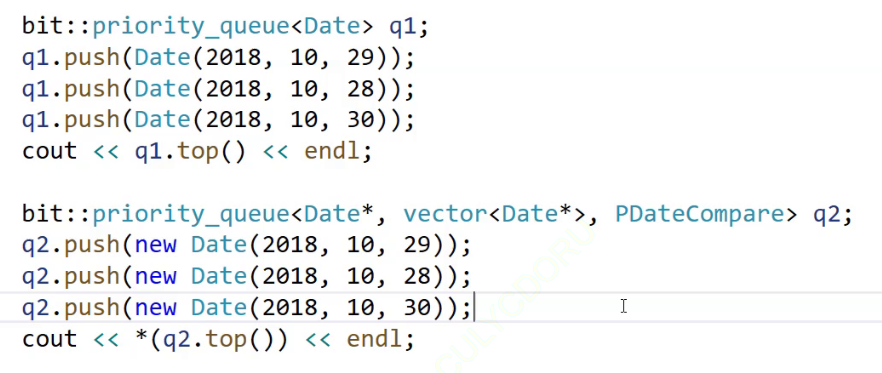 bit::priority_queue<Date> q1;
q1.push(Date(2018, 10, 29));
q1.push(Date(2018, 10, 28));
q1.push(Date(2018, 10, 30));
cout << q1.top() << endl;
bit::priority_queue<Date*, vector<Date*>, PDateCompare> q2;
q2.push(new Date(2018, 10, 29));
q2.push(new Date(2018, 10, 28));
q2.push(new Date(2018, 10, 30));
cout << *(q2.top()) << endl;